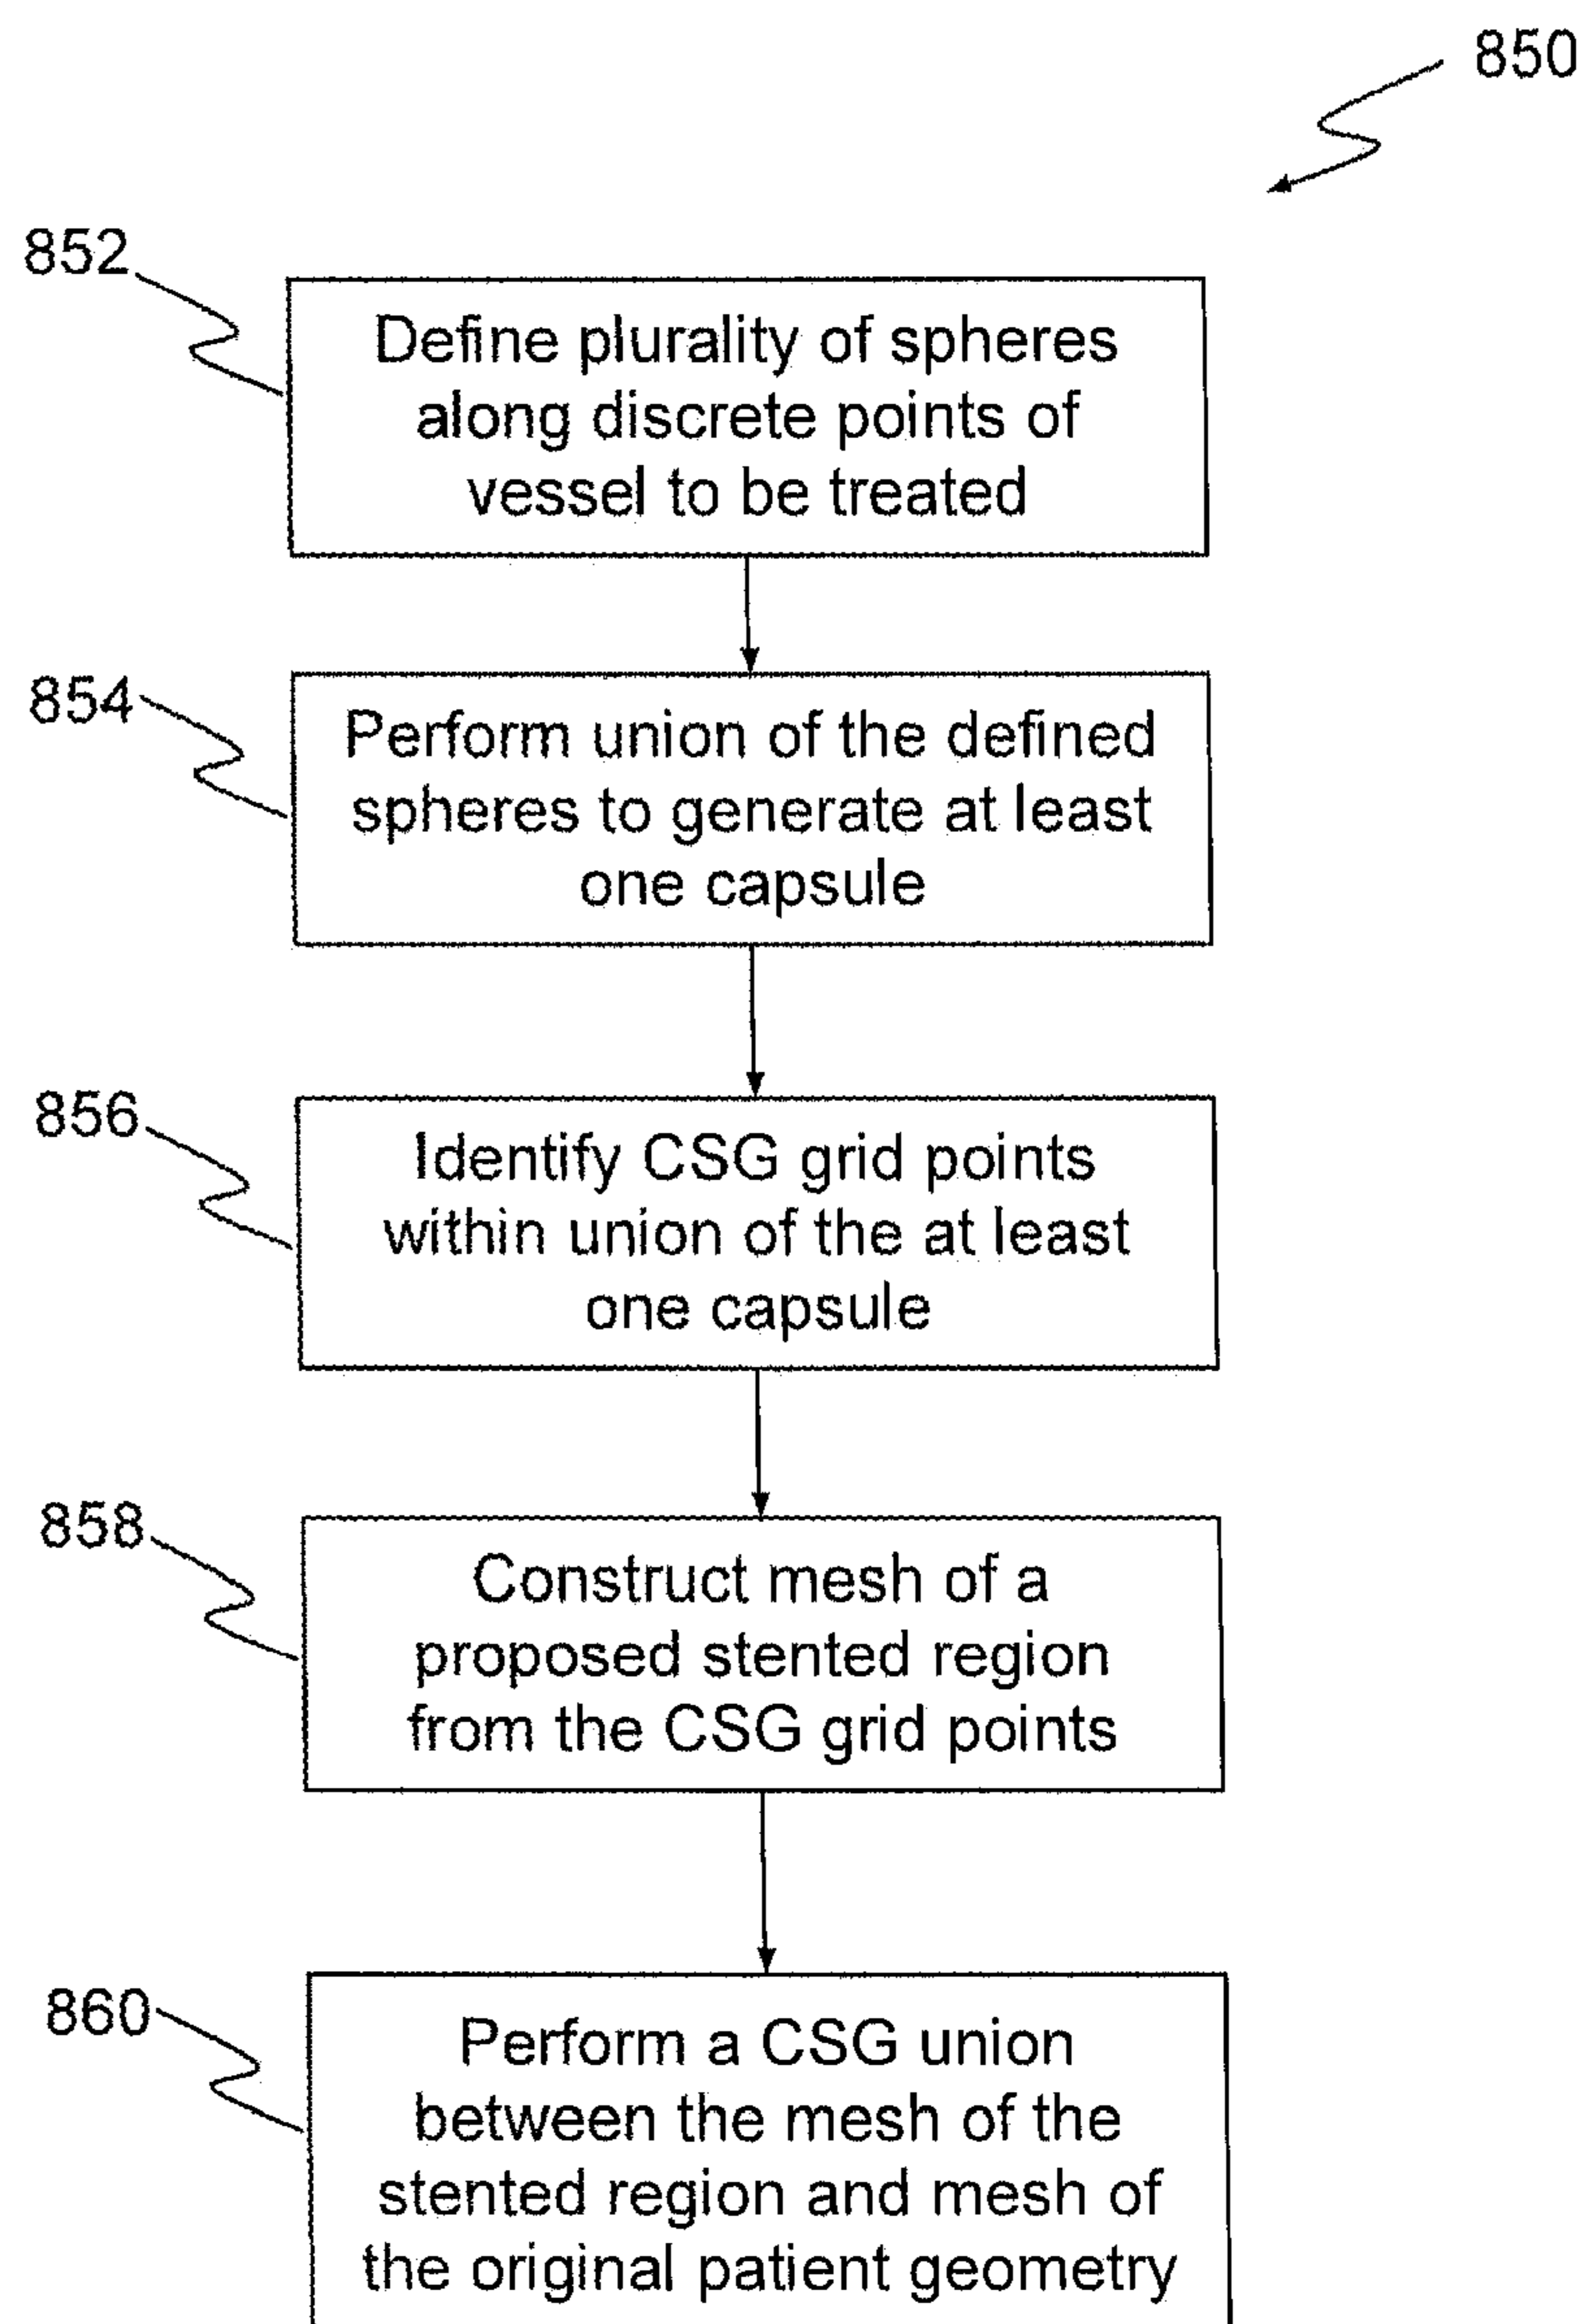 850
852
Define plurality of spheres
along discrete points of
vessel to be treated
854
Perform union of the defined
spheres to generate at least
one capsule
856
Identify CSG grid points
within union of the at least
one capsule
858
Construct mesh of a
proposed stented region
from the CSG grid points
860
Perform a CSG union
between the mesh of the
stented region and mesh of
the original patient geometry